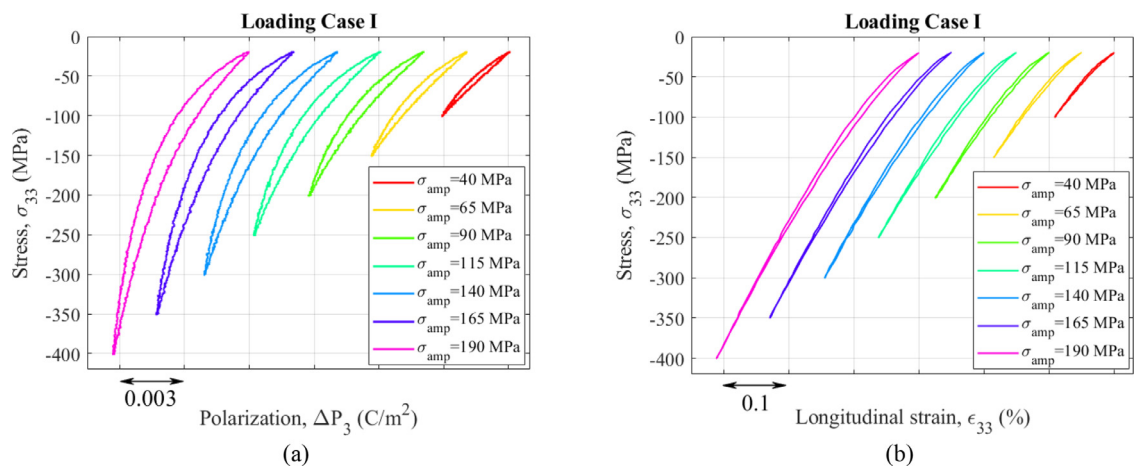 Loading Case I
0
-50
-100
-150
-200
-250
-300
-350
-400
Stress, σ33 (MPa)
σamp=40 MPa
σamp=65 MPa
σamp=90 MPa
σamp=115 MPa
σamp=140 MPa
σamp=165 MPa
σamp=190 MPa
0.003
Polarization, ΔP3 (C/m²)
(a)
Loading Case I
0
-50
-100
-150
-200
-250
-300
-350
-400
Stress, σ33 (MPa)
σamp=40 MPa
σamp=65 MPa
σamp=90 MPa
σamp=115 MPa
σamp=140 MPa
σamp=165 MPa
σamp=190 MPa
0.1
Longitudinal strain, ϵ33 (%)
(b)